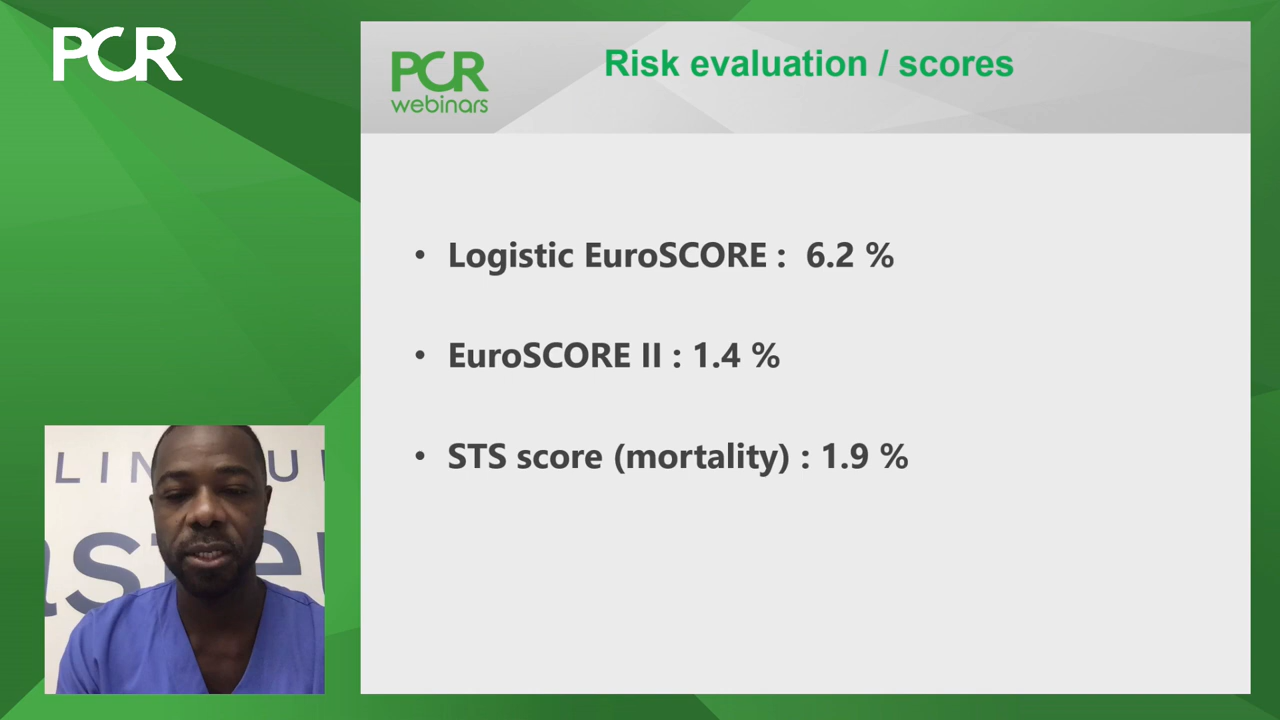 PCR
PCR
webinars
Risk evaluation / scores
• Logistic EuroSCORE : 6.2 %
• EuroSCORE II : 1.4 %
• STS score (mortality) : 1.9 %